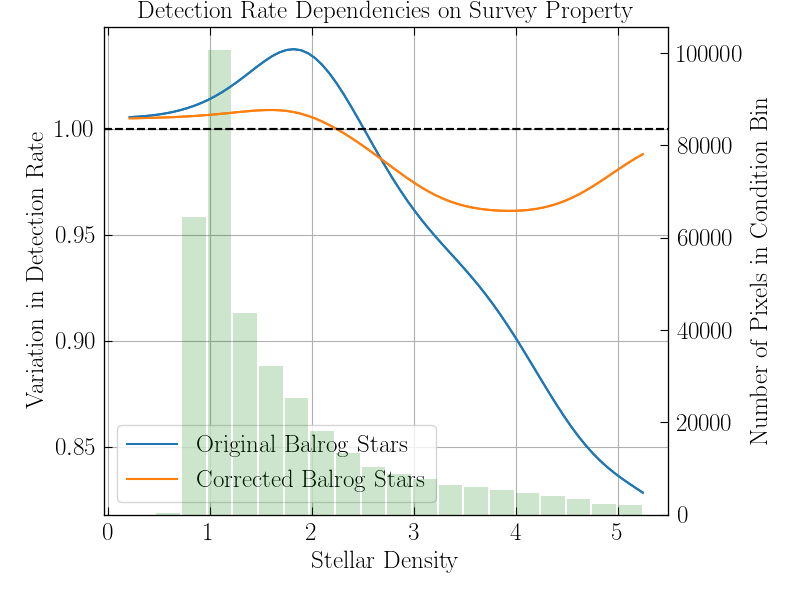 Detection Rate Dependencies on Survey Property
Variation in Detection Rate
1.00
0.95
0.90
0.85
100000
80000
60000
40000
20000
0
Number of Pixels in Condition Bin
Original Balrog Stars
Corrected Balrog Stars
0 1 2 3 4 5
Stellar Density